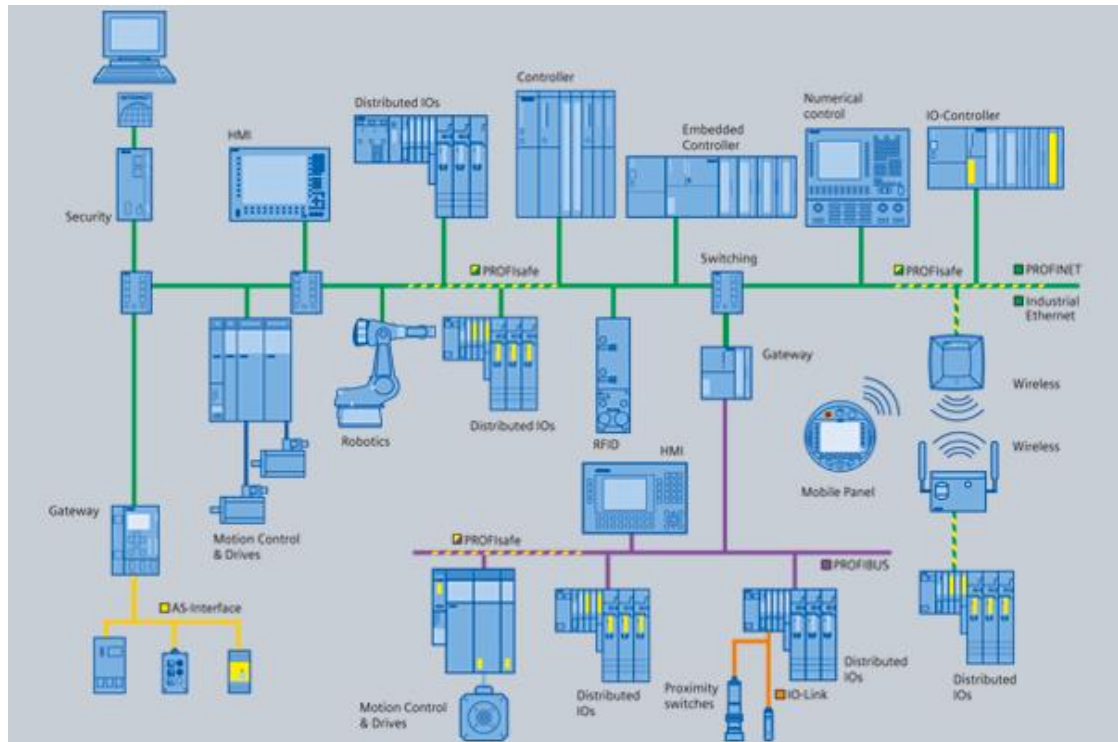 Controller
Distributed IOs
Numerical
control
IO-Controller
HMI
Embedded
Controller
Security
Switching
PROFIsafe
PROFIsafe
PROFINET
Industrial
Ethernet
Gateway
Wireless
Robotics
Distributed IOs
RFID
HMI
Wireless
Mobile Panel
Gateway
Motion Control
& Drives
PROFIsafe
PROFIBUS
AS-Interface
Distributed
IOs
Distributed
IOs
Proximity
switches
IO-Link
Distributed
IOs
Motion Control
& Drives